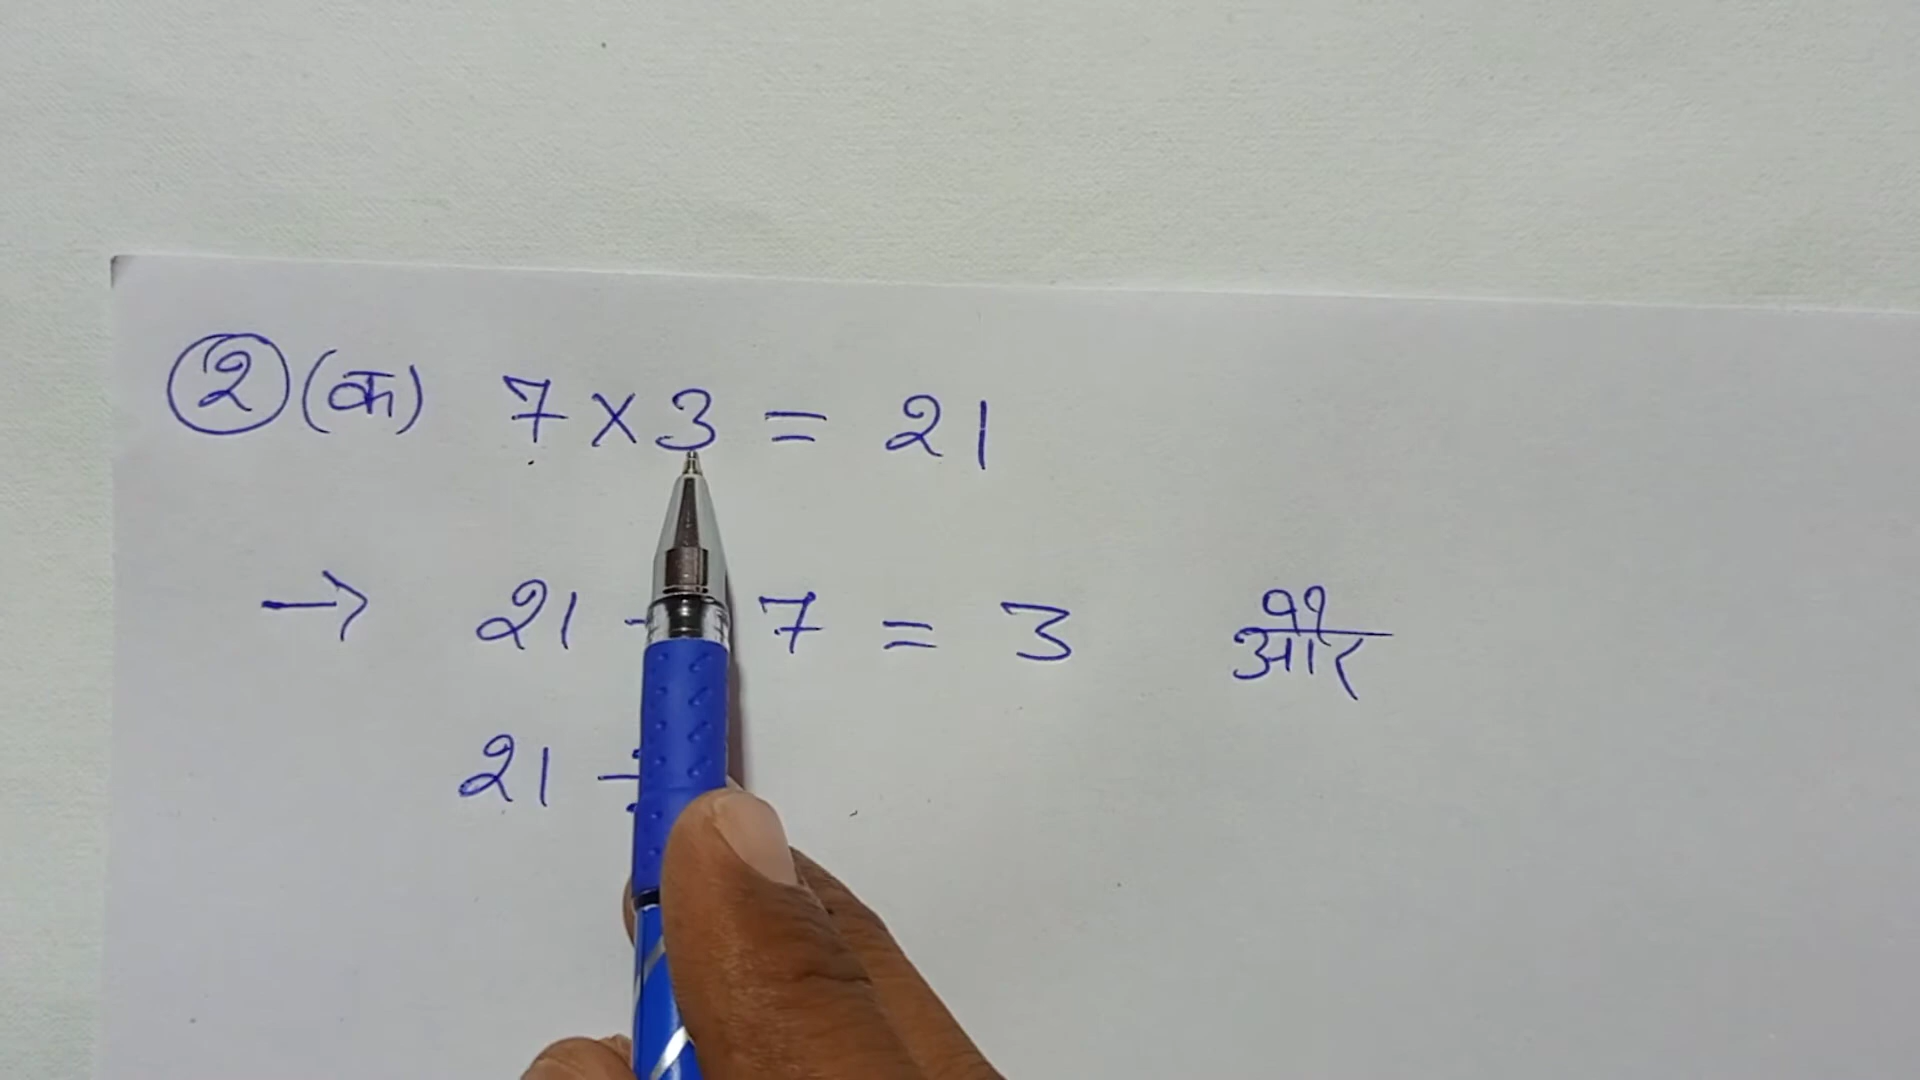 2 (क) 7 × 3 = 21
→ 21 ÷ 7 = 3 और
21 ÷